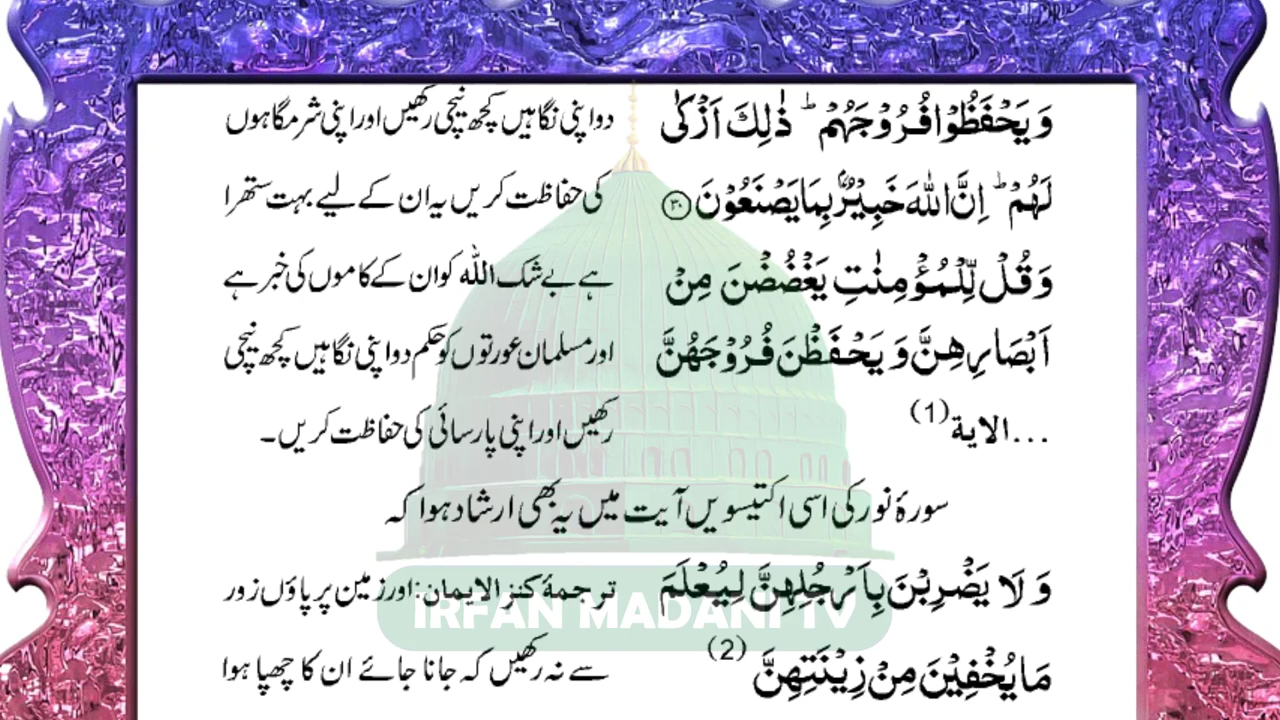 وَیَحْفَظُوْا فُرُوْجَہُمْ ؕ ذٰلِکَ اَزْکٰی دو اپنی نگاہیں کچھ نیچی رکھیں اور اپنی شرمگاہوں
لَہُمْ ؕ اِنَّ اللہَ خَبِیْرٌۢ بِمَا یَصْنَعُوْنَ ﴿۳۰﴾ کی حفاظت کریں یہ ان کے لیے بہت ستھرا
وَ قُلْ لِّلْمُؤْمِنٰتِ یَغْضُضْنَ مِنْ ہے بے شک اللہ کو ان کے کاموں کی خبر ہے
اَبْصَارِہِنَّ وَ یَحْفَظْنَ فُرُوْجَہُنَّ اور مسلمان عورتوں کو حکم دو اپنی نگاہیں کچھ نیچی
...الایة(1) رکھیں اور اپنی پارسائی کی حفاظت کریں۔
سورۂ نور کی اسی اکتیسویں آیت میں یہ بھی ارشاد ہوا کہ
وَ لَا یَضْرِبْنَ بِاَرْجُلِہِنَّ لِیُعْلَمَ ترجمۂ کنز الایمان: اور زمین پر پاؤں زور
مَا یُخْفِیْنَ مِنْ زِیْنَتِہِنَّ (2) سے نہ رکھیں کہ جانا جائے ان کا چھپا ہوا
IRFAN MADANI TV